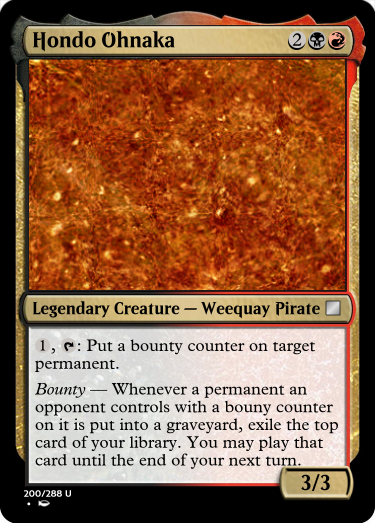 Hondo Ohnaka 2
Legendary Creature — Weequay Pirate
1 , : Put a bounty counter on target
permanent.
Bounty — Whenever a permanent an
opponent controls with a bouny counter
on it is put into a graveyard, exile the top
card of your library. You may play that
card until the end of your next turn.
3/3
200/288 U